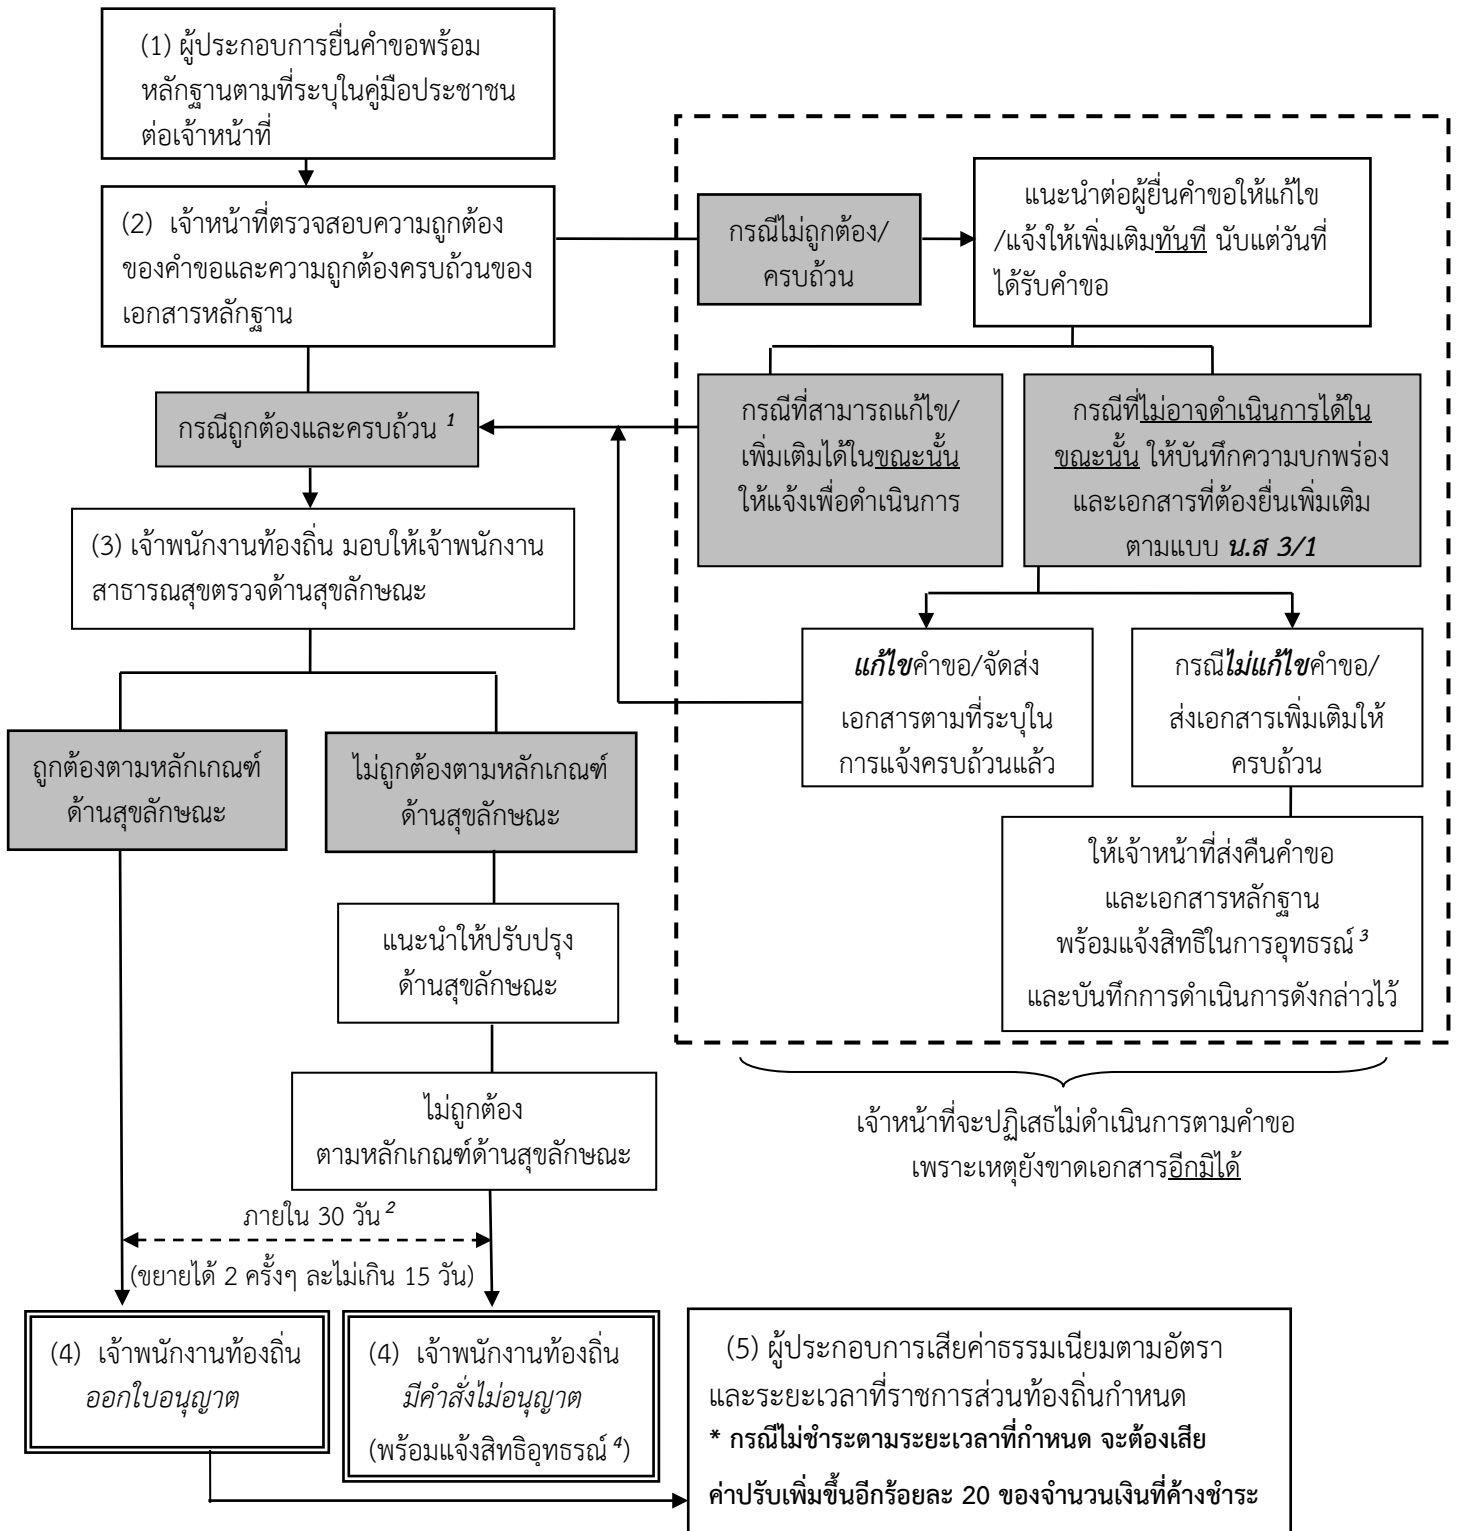 (1) ผู้ประกอบการยื่นคำขอพร้อม
หลักฐานตามที่ระบุในคู่มือประชาชน
ต่อเจ้าหน้าที่
(2) เจ้าหน้าที่ตรวจสอบความถูกต้อง
ของคำขอและความถูกต้องครบถ้วนของ
เอกสารหลักฐาน
กรณีไม่ถูกต้อง/
ครบถ้วน
แนะนำต่อผู้ยื่นคำขอให้แก้ไข
/แจ้งให้เพิ่มเติมทันที นับแต่วันที่
ได้รับคำขอ
กรณีถูกต้องและครบถ้วน 1
กรณีที่สามารถแก้ไข/
เพิ่มเติมได้ในขณะนั้น
ให้แจ้งเพื่อดำเนินการ
กรณีที่ไม่อาจดำเนินการได้ใน
ขณะนั้น ให้บันทึกความบกพร่อง
และเอกสารที่ต้องยื่นเพิ่มเติม
ตามแบบ น.ส 3/1
(3) เจ้าพนักงานท้องถิ่น มอบให้เจ้าพนักงาน
สาธารณสุขตรวจด้านสุขลักษณะ
แก้ไขคำขอ/จัดส่ง
เอกสารตามที่ระบุใน
การแจ้งครบถ้วนแล้ว
กรณีไม่แก้ไขคำขอ/
ส่งเอกสารเพิ่มเติมให้
ครบถ้วน
ถูกต้องตามหลักเกณฑ์
ด้านสุขลักษณะ
ไม่ถูกต้องตามหลักเกณฑ์
ด้านสุขลักษณะ
ให้เจ้าหน้าที่ส่งคืนคำขอ
และเอกสารหลักฐาน
พร้อมแจ้งสิทธิในการอุทธรณ์ 3
และบันทึกการดำเนินการดังกล่าวไว้
แนะนำให้ปรับปรุง
ด้านสุขลักษณะ
ไม่ถูกต้อง
ตามหลักเกณฑ์ด้านสุขลักษณะ
เจ้าหน้าที่จะปฏิเสธไม่ดำเนินการตามคำขอ
เพราะเหตุยังขาดเอกสารอีกมิได้
ภายใน 30 วัน 2
(ขยายได้ 2 ครั้งๆ ละไม่เกิน 15 วัน)
(4) เจ้าพนักงานท้องถิ่น
ออกใบอนุญาต
(4) เจ้าพนักงานท้องถิ่น
มีคำสั่งไม่อนุญาต
(พร้อมแจ้งสิทธิอุทธรณ์ 4)
(5) ผู้ประกอบการเสียค่าธรรมเนียมตามอัตรา
และระยะเวลาที่ราชการส่วนท้องถิ่นกำหนด
* กรณีไม่ชำระตามระยะเวลาที่กำหนด จะต้องเสีย
ค่าปรับเพิ่มขึ้นอีกร้อยละ 20 ของจำนวนเงินที่ค้างชำระ